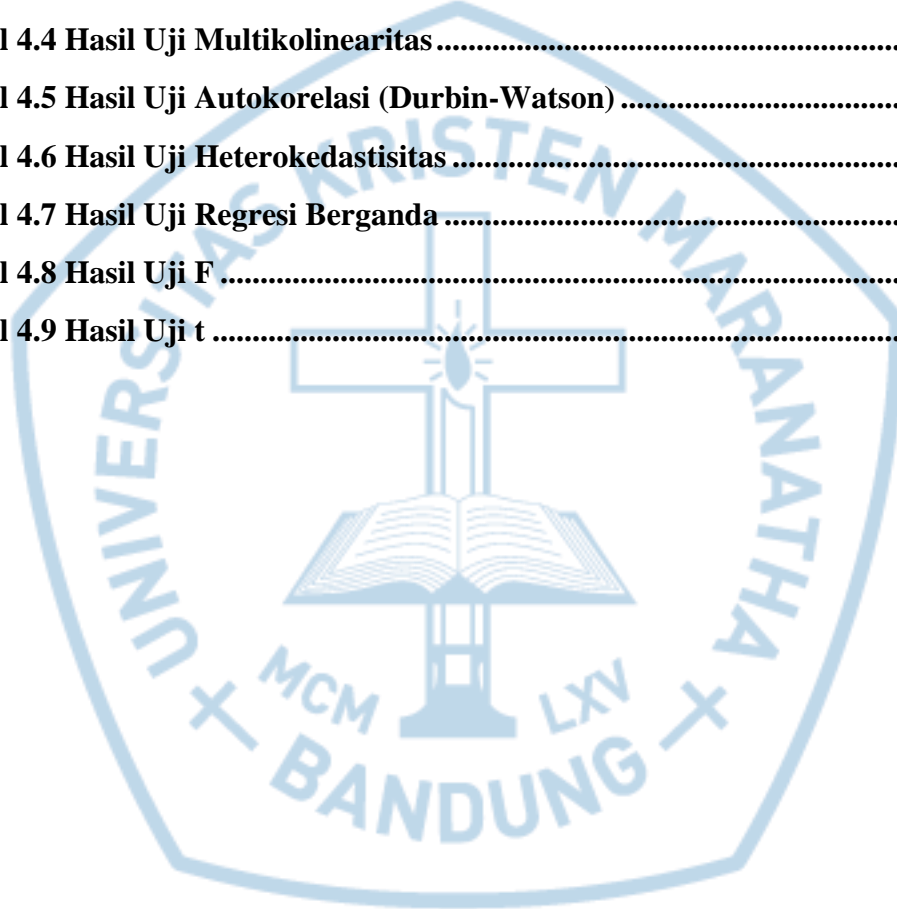 l 4.4 Hasil Uji Multikolinearitas................................................................
l 4.5 Hasil Uji Autokorelasi (Durbin-Watson)..................................
l 4.6 Hasil Uji Heterokedastisitas.............................................................
l 4.7 Hasil Uji Regresi Berganda...............................................................
l 4.8 Hasil Uji F...........................................................................................
l 4.9 Hasil Uji t............................................................................................
UNIVERSITAS KRISTEN MARANATHA
MCM LXV
BANDUNG